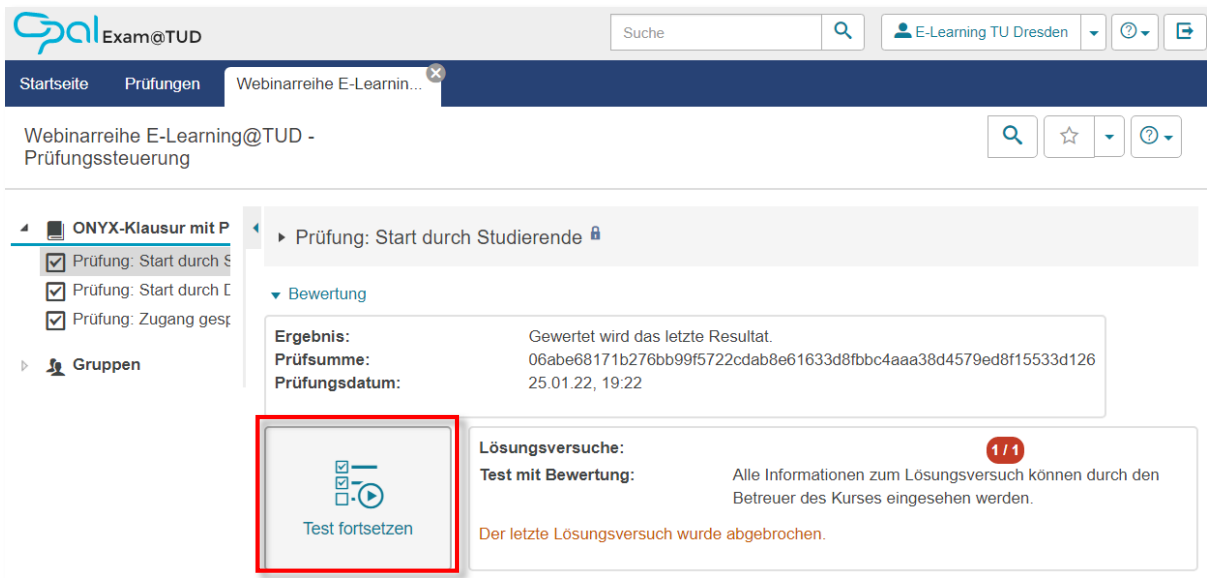 Opal Exam@TUD
Suche
E-Learning TU Dresden
Startseite
Prüfungen
Webinarreihe E-Learnin...
Webinarreihe E-Learning@TUD -
Prüfungssteuerung
ONYX-Klausur mit P
Prüfung: Start durch S
Prüfung: Start durch D
Prüfung: Zugang gesp
Gruppen
Prüfung: Start durch Studierende
Bewertung
Ergebnis: Gewertet wird das letzte Resultat.
Prüfsumme: 06abe68171b276bb99f5722cdab8e61633d8fbbc4aaa38d4579ed8f15533d126
Prüfungsdatum: 25.01.22, 19:22
Test fortsetzen
Lösungsversuche: 1 / 1
Test mit Bewertung: Alle Informationen zum Lösungsversuch können durch den
Betreuer des Kurses eingesehen werden.
Der letzte Lösungsversuch wurde abgebrochen.